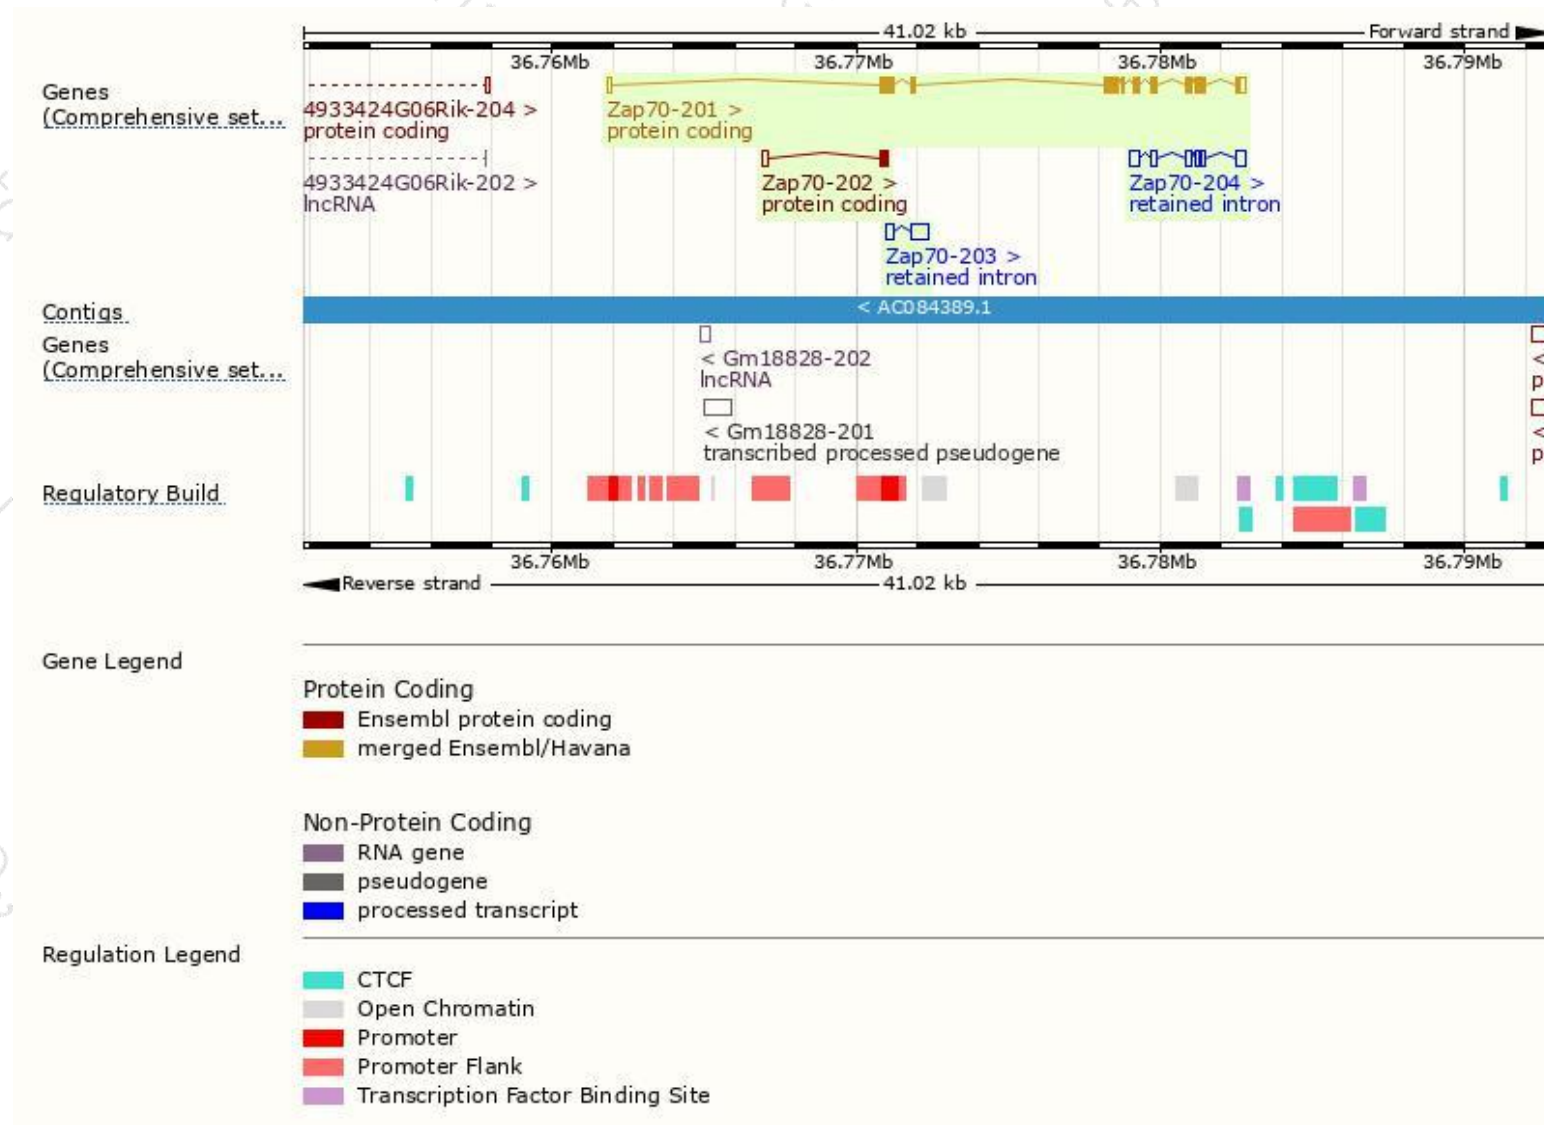 41.02 kb
Forward strand
36.76Mb 36.77Mb 36.78Mb 36.79Mb
Genes
(Comprehensive set...
4933424G06Rik-204 >
protein coding
Zap70-201 >
protein coding
4933424G06Rik-202 >
lncRNA
Zap70-202 >
protein coding
Zap70-204 >
retained intron
Zap70-203 >
retained intron
Contigs
< AC084389.1
Genes
(Comprehensive set...
< Gm18828-202
lncRNA
<
p
< Gm18828-201
transcribed processed pseudogene
<
p
Regulatory Build
36.76Mb 36.77Mb 36.78Mb 36.79Mb
Reverse strand
41.02 kb
Gene Legend
Protein Coding
Ensembl protein coding
merged Ensembl/Havana
Non-Protein Coding
RNA gene
pseudogene
processed transcript
Regulation Legend
CTCF
Open Chromatin
Promoter
Promoter Flank
Transcription Factor Binding Site